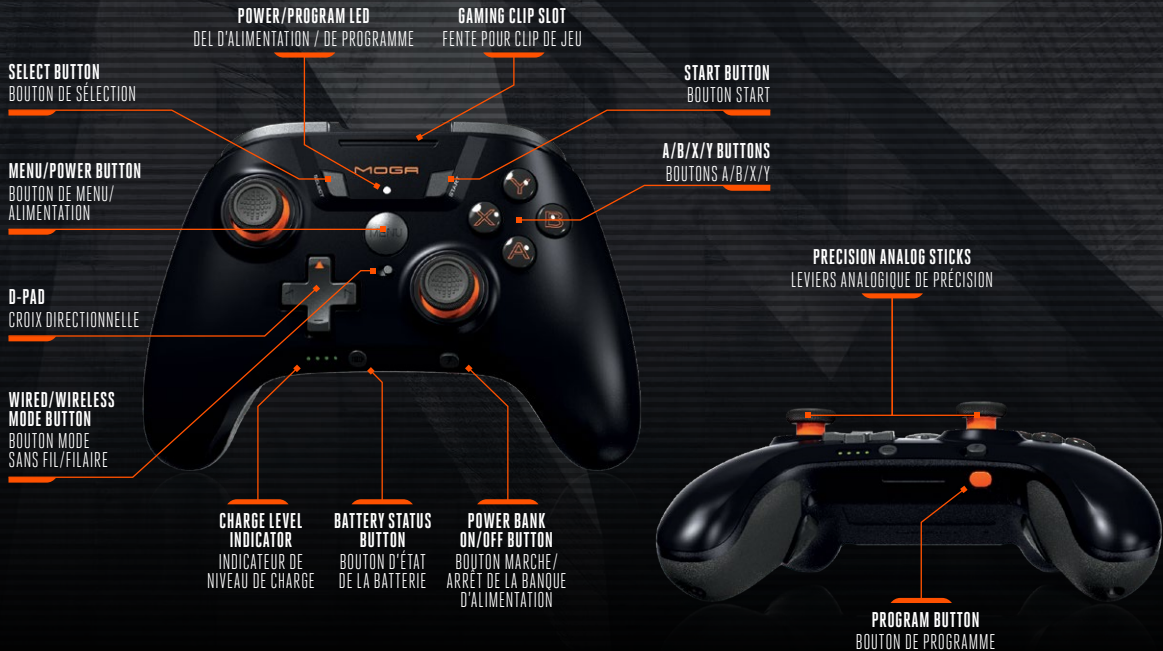 POWER/PROGRAM LED
DEL D'ALIMENTATION / DE PROGRAMME
GAMING CLIP SLOT
FENTE POUR CLIP DE JEU
SELECT BUTTON
BOUTON DE SÉLECTION
START BUTTON
BOUTON START
MENU/POWER BUTTON
BOUTON DE MENU/
ALIMENTATION
A/B/X/Y BUTTONS
BOUTONS A/B/X/Y
MOGA
SELECT
START
Y
X
B
A
MENU
PRECISION ANALOG STICKS
LEVIERS ANALOGIQUE DE PRÉCISION
D-PAD
CROIX DIRECTIONNELLE
WIRED/WIRELESS
MODE BUTTON
BOUTON MODE
SANS FIL/FILAIRE
CHARGE LEVEL
INDICATOR
INDICATEUR DE
NIVEAU DE CHARGE
BATTERY STATUS
BUTTON
BOUTON D'ÉTAT
DE LA BATTERIE
POWER BANK
ON/OFF BUTTON
BOUTON MARCHE/
ARRÊT DE LA BANQUE
D'ALIMENTATION
PROGRAM BUTTON
BOUTON DE PROGRAMME